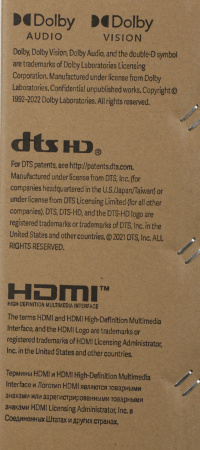 Dolby Dolby
AUDIO VISION
Dolby, Dolby Vision, Dolby Audio, and the double-D symbol
are trademarks of Dolby Laboratories Licensing
Corporation. Manufactured under license from Dolby
Laboratories. Confidential unpublished works. Copyright ©
1992-2022 Dolby Laboratories. All rights reserved.
dts HD®
For DTS patents, see http://patents.dts.com.
Manufactured under license from DTS, Inc. (for
companies headquartered in the U.S./Japan/Taiwan) or
under license from DTS Licensing Limited (for all other
companies). DTS, DTS-HD, and the DTS-HD logo are
registered trademarks or trademarks of DTS, Inc. in the
United States and other countries. © 2021 DTS, Inc. ALL
RIGHTS RESERVED.
HDMI™
HIGH-DEFINITION MULTIMEDIA INTERFACE
The terms HDMI and HDMI High-Definition Multimedia
Interface, and the HDMI Logo are trademarks or
registered trademarks of HDMI Licensing Administrator,
Inc. in the United States and other countries.
Термины HDMI и HDMI High-Definition Multimedia
Interface и Логотип HDMI являются товарными
знаками или зарегистрированными товарными
знаками HDMI Licensing Administrator, Inc. в
Соединенных Штатах и других странах.